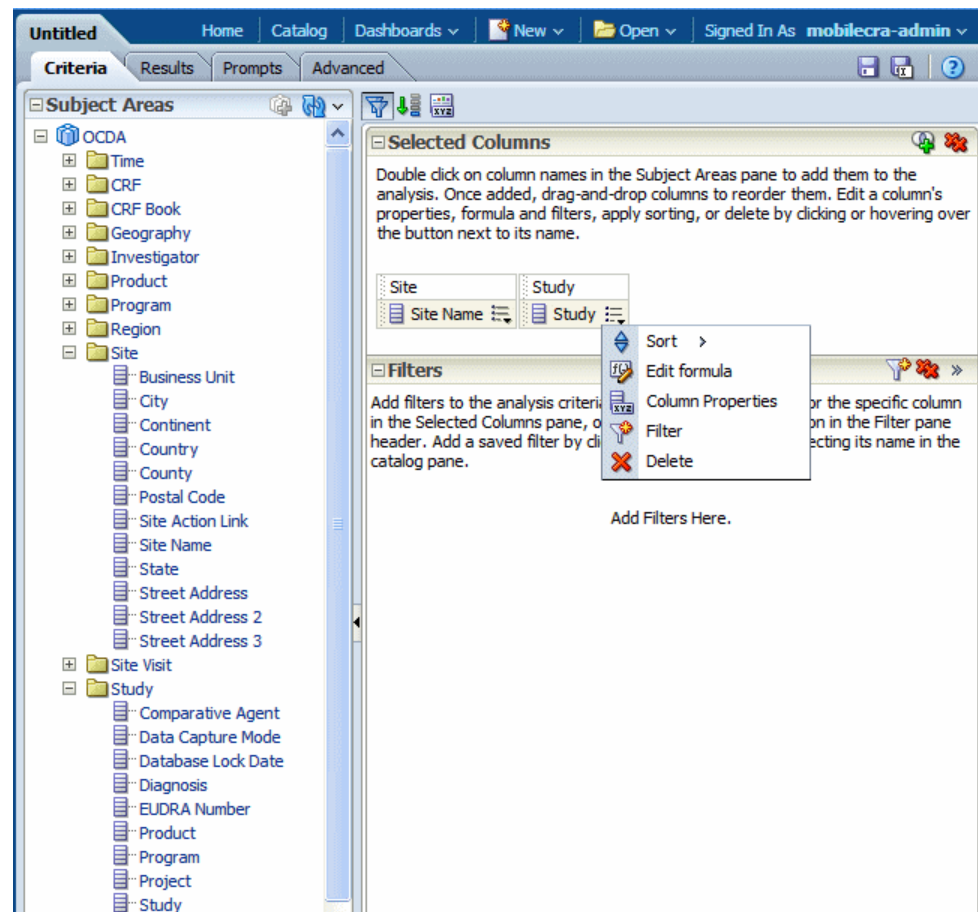 Untitled Home Catalog Dashboards New Open Signed In As mobilecra-admin
Criteria Results Prompts Advanced
Subject Areas
OCDA
Time
CRF
CRF Book
Geography
Investigator
Product
Program
Region
Site
Business Unit
City
Continent
Country
County
Postal Code
Site Action Link
Site Name
State
Street Address
Street Address 2
Street Address 3
Site Visit
Study
Comparative Agent
Data Capture Mode
Database Lock Date
Diagnosis
EUDRA Number
Product
Program
Project
Study
Selected Columns
Double click on column names in the Subject Areas pane to add them to the
analysis. Once added, drag-and-drop columns to reorder them. Edit a column's
properties, formula and filters, apply sorting, or delete by clicking or hovering over
the button next to its name.
Site Study
Site Name Study
Sort >
Edit formula
Column Properties
Filter
Delete
Filters
Add filters to the analysis criteri or the specific column
in the Selected Columns pane, o on in the Filter pane
header. Add a saved filter by cli ecting its name in the
catalog pane.
Add Filters Here.